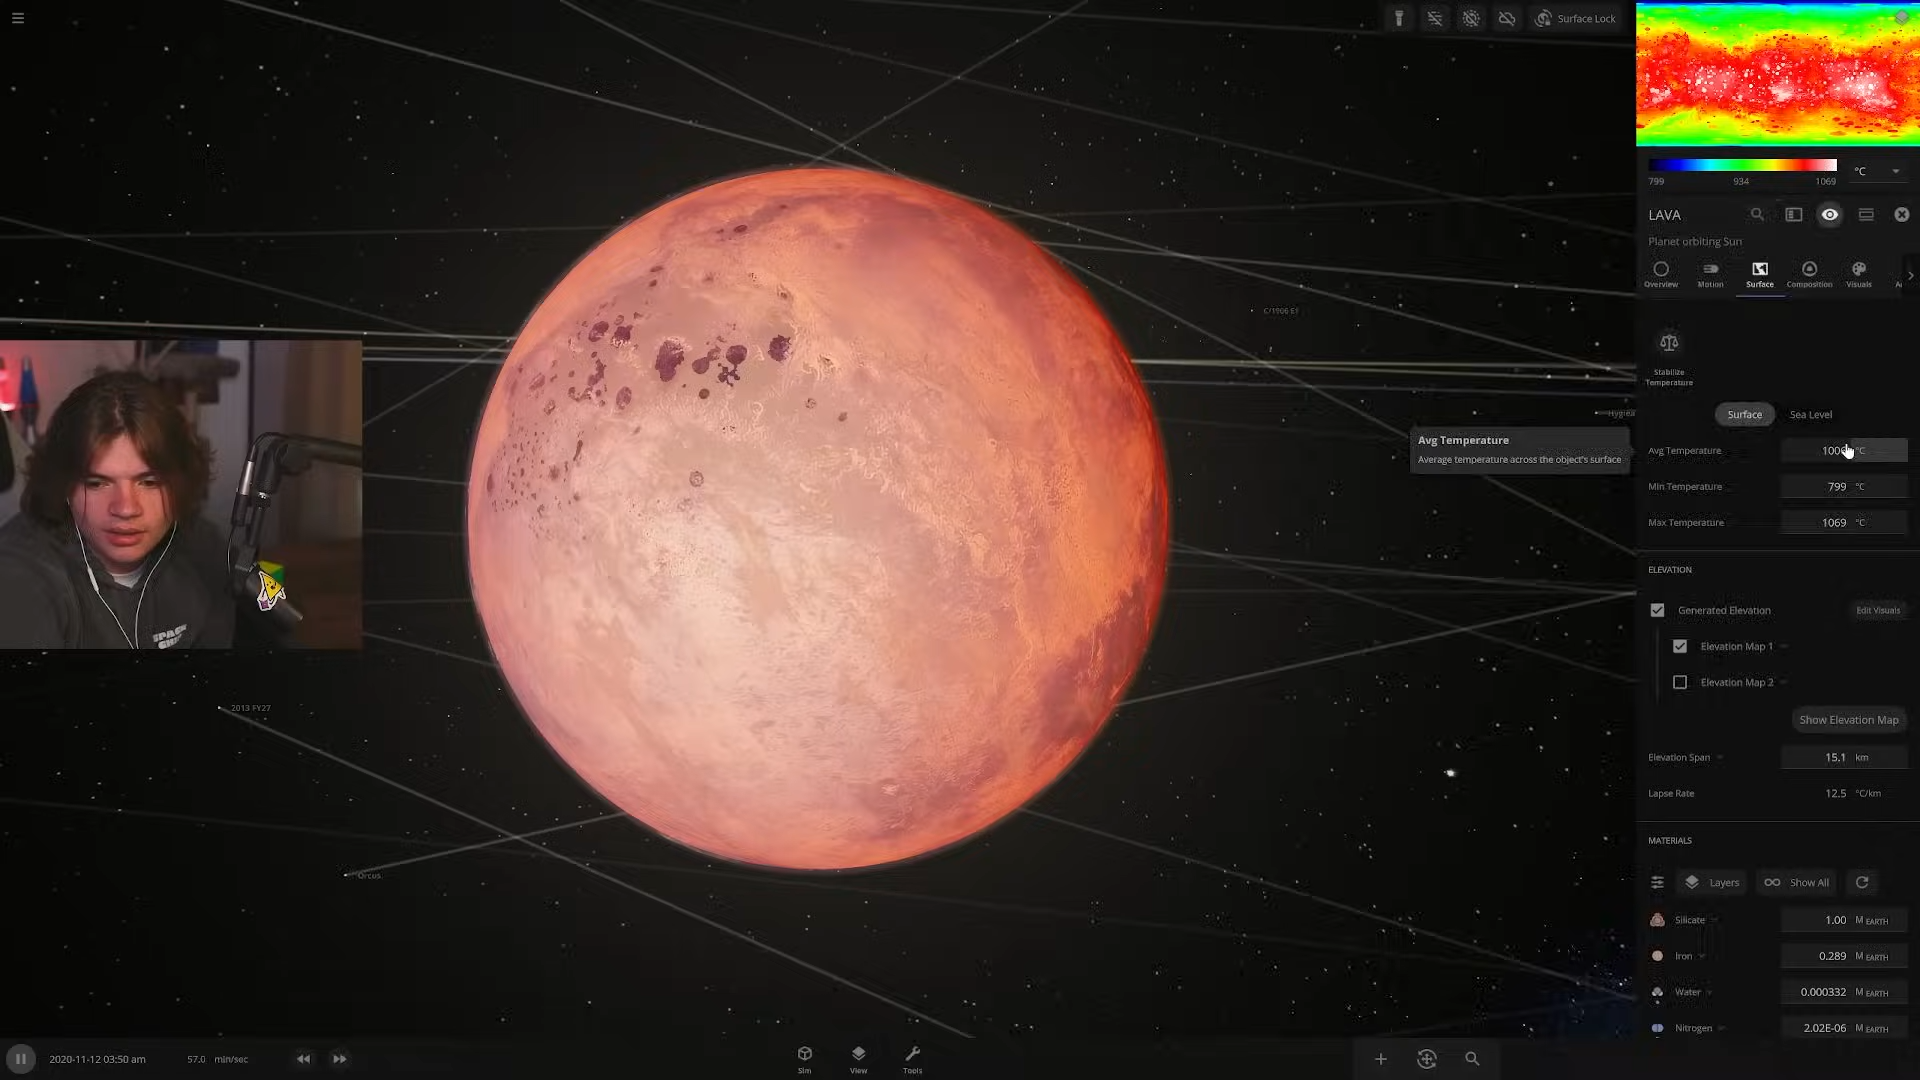 Surface Lock
799 934 1069
°C
LAVA
Planet orbiting Sun
Overview Motion Surface Composition Visuals
Stabilize
Temperature
Surface Sea Level
Avg Temperature
Average temperature across the object's surface
Avg Temperature °C
Min Temperature 799 °C
Max Temperature 1069 °C
ELEVATION
Generated Elevation Edit Visuals
Elevation Map 1
Elevation Map 2
Show Elevation Map
Elevation Span 15.1 km
Lapse Rate 12.5 °C/km
MATERIALS
Layers Show All
Silicate 1.00 M EARTH
Iron 0.289 M EARTH
Water 0.000332 M EARTH
Nitrogen 2.02E-06 M EARTH
C/1906 E1
Hygiea
2013 FY27
Orcus
SPACE
2020-11-12 03:50 am 57.0 min/sec
Sim View Tools